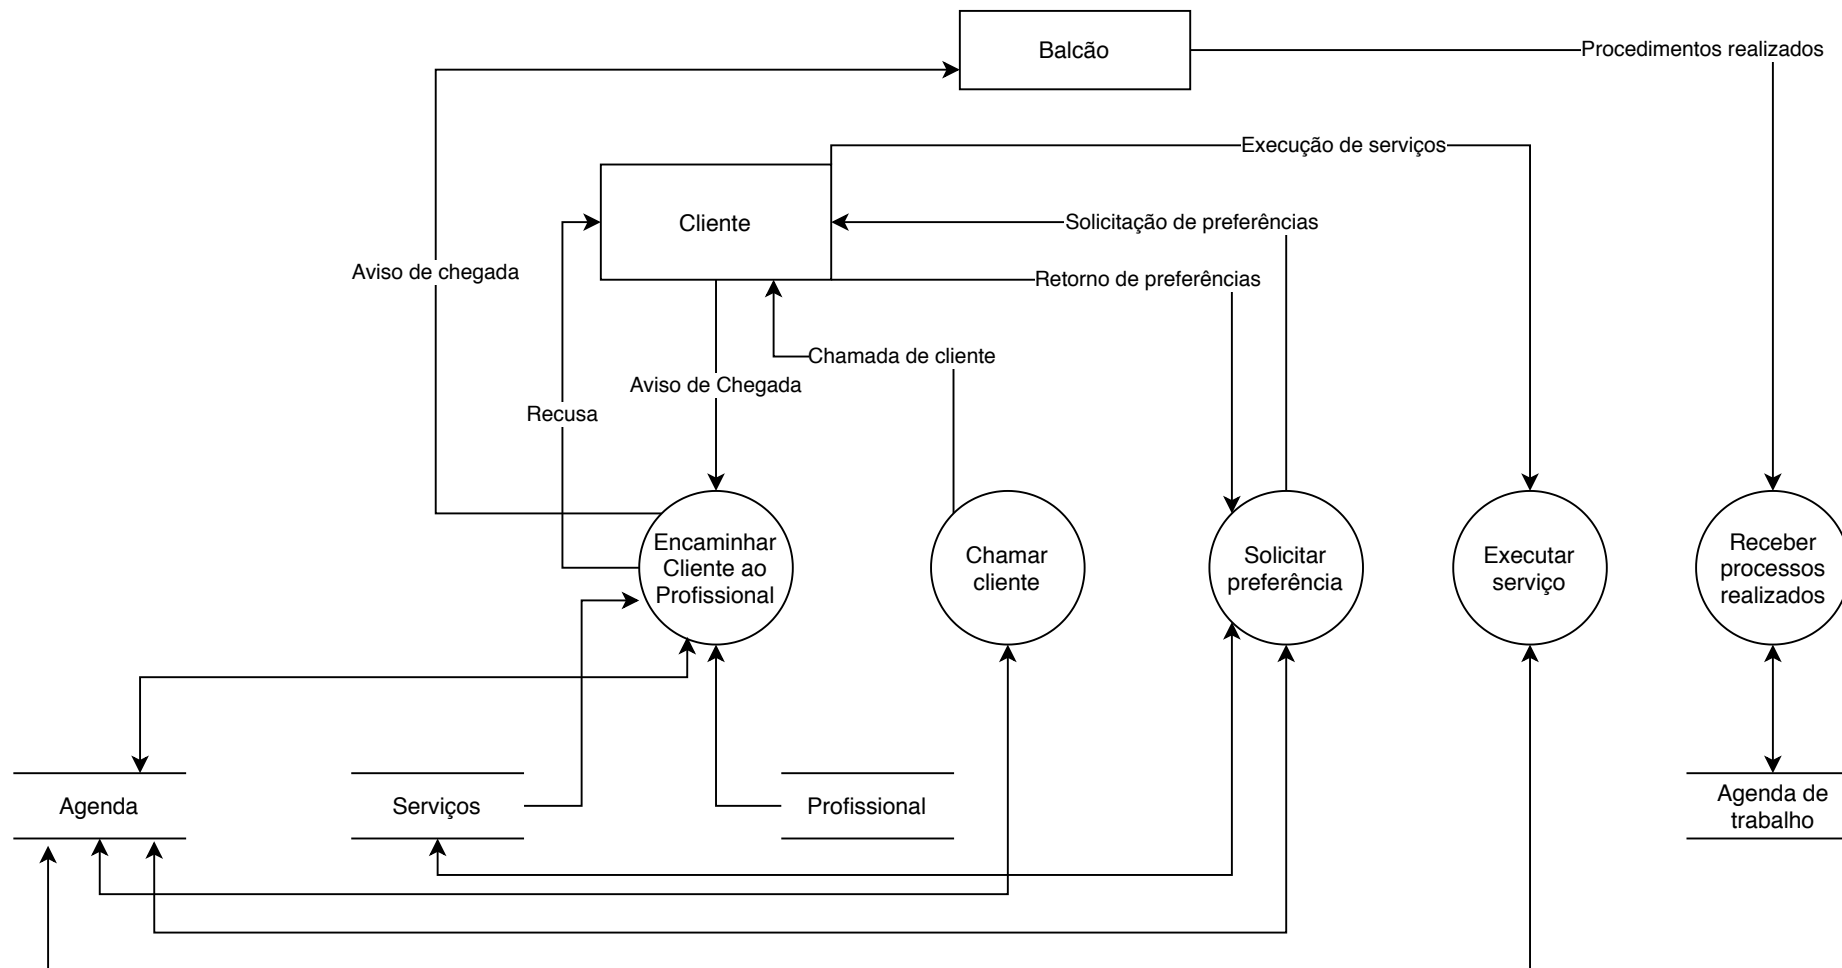 Balcão
Procedimentos realizados
Execução de serviços
Cliente
Solicitação de preferências
Aviso de chegada
Retorno de preferências
Chamada de cliente
Aviso de Chegada
Recusa
Encaminhar
Cliente ao
Profissional
Chamar
cliente
Solicitar
preferência
Executar
serviço
Receber
processos
realizados
Agenda
Serviços
Profissional
Agenda de
trabalho